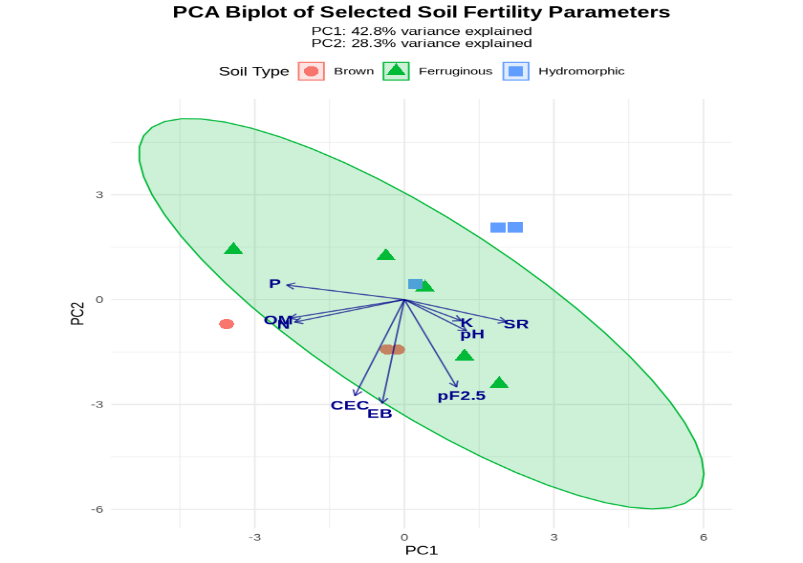 PCA Biplot of Selected Soil Fertility Parameters
PC1: 42.8% variance explained
PC2: 28.3% variance explained
Soil Type Brown Ferruginous Hydromorphic
3
0
-3
-6
PC2
P
OM
N
K
SR
pH
pF2.5
CEC
EB
-3 0 3 6
PC1